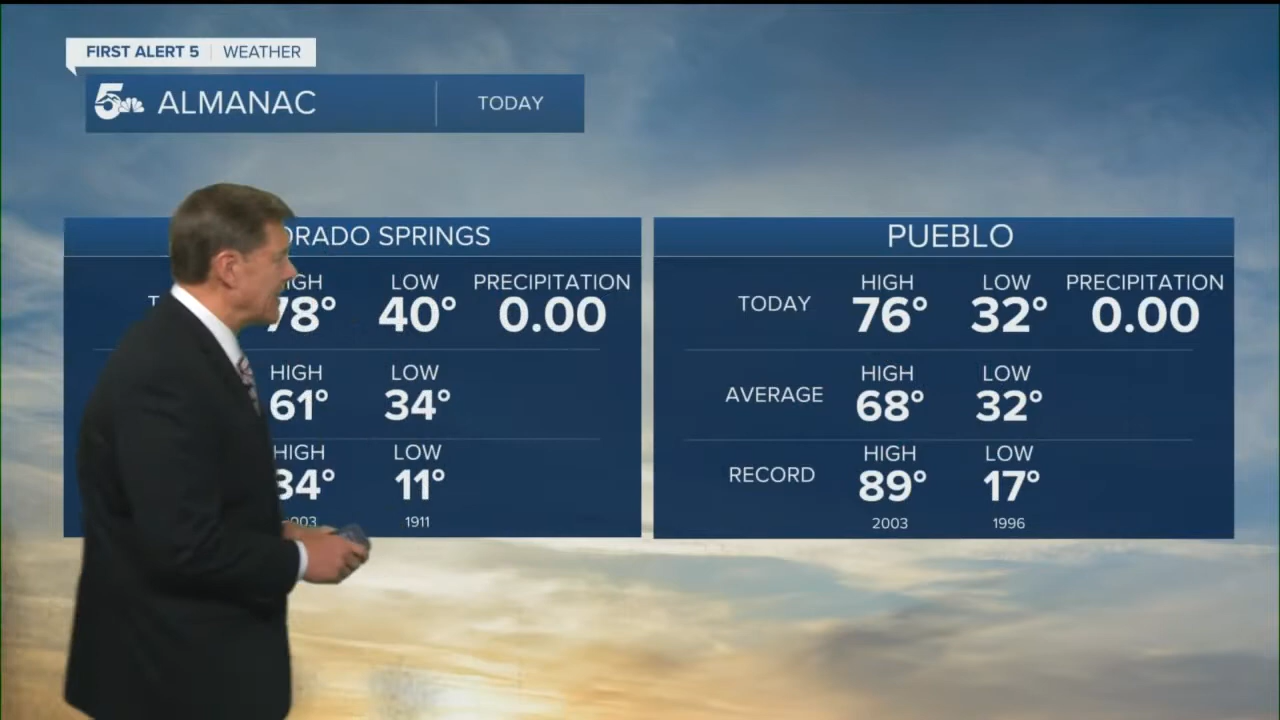 FIRST ALERT 5 WEATHER
5 ALMANAC TODAY
ORADO SPRINGS
HIGH LOW PRECIPITATION
78° 40° 0.00
HIGH LOW
61° 34°
HIGH LOW
84° 11°
2003 1911
PUEBLO
HIGH LOW PRECIPITATION
TODAY 76° 32° 0.00
HIGH LOW
AVERAGE 68° 32°
HIGH LOW
RECORD 89° 17°
2003 1996